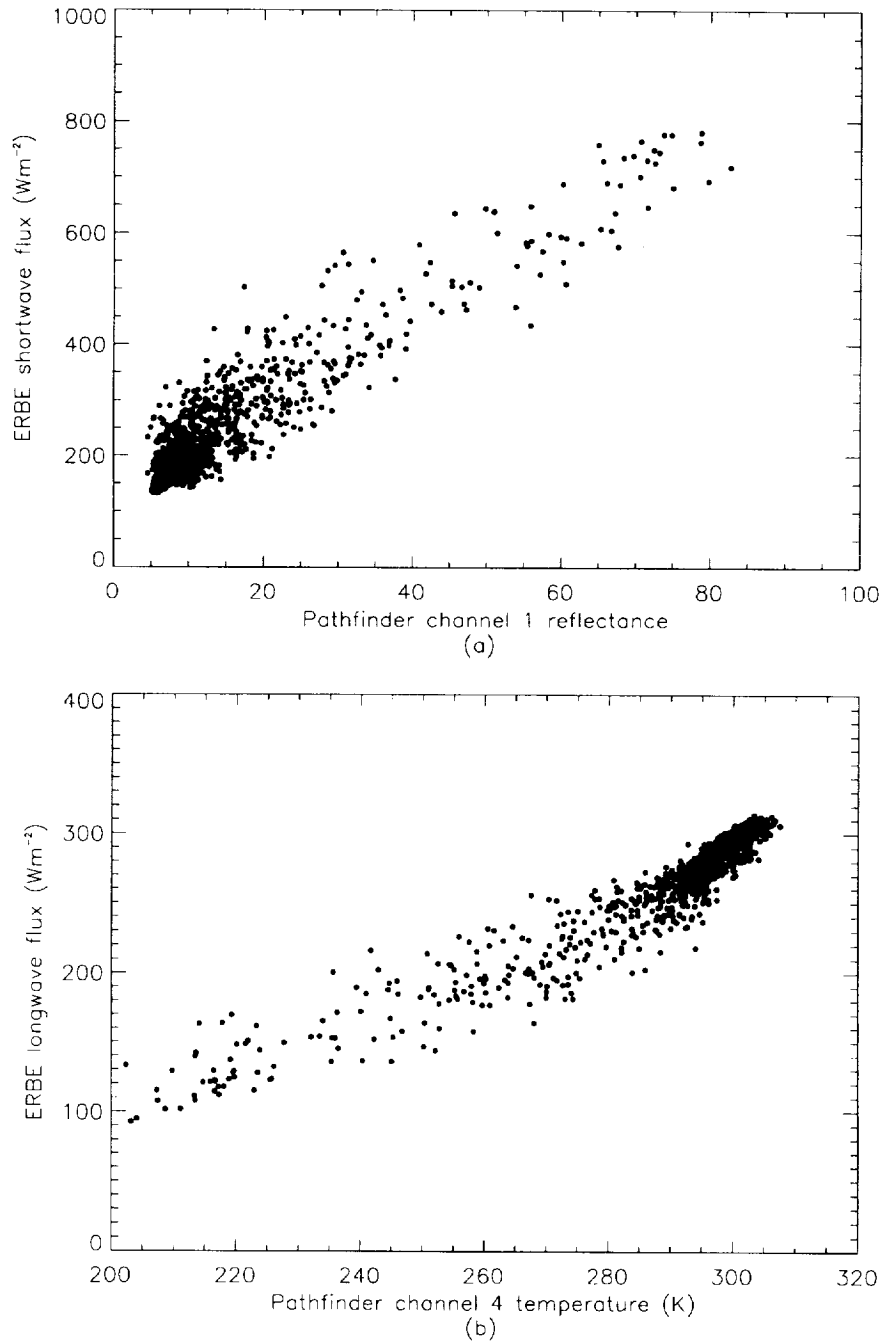 1000
800
600
400
200
0
ERBE shortwave flux (Wm⁻²)
0 20 40 60 80 100
Pathfinder channel 1 reflectance
(a)
400
300
200
100
0
ERBE longwave flux (Wm⁻²)
200 220 240 260 280 300 320
Pathfinder channel 4 temperature (K)
(b)